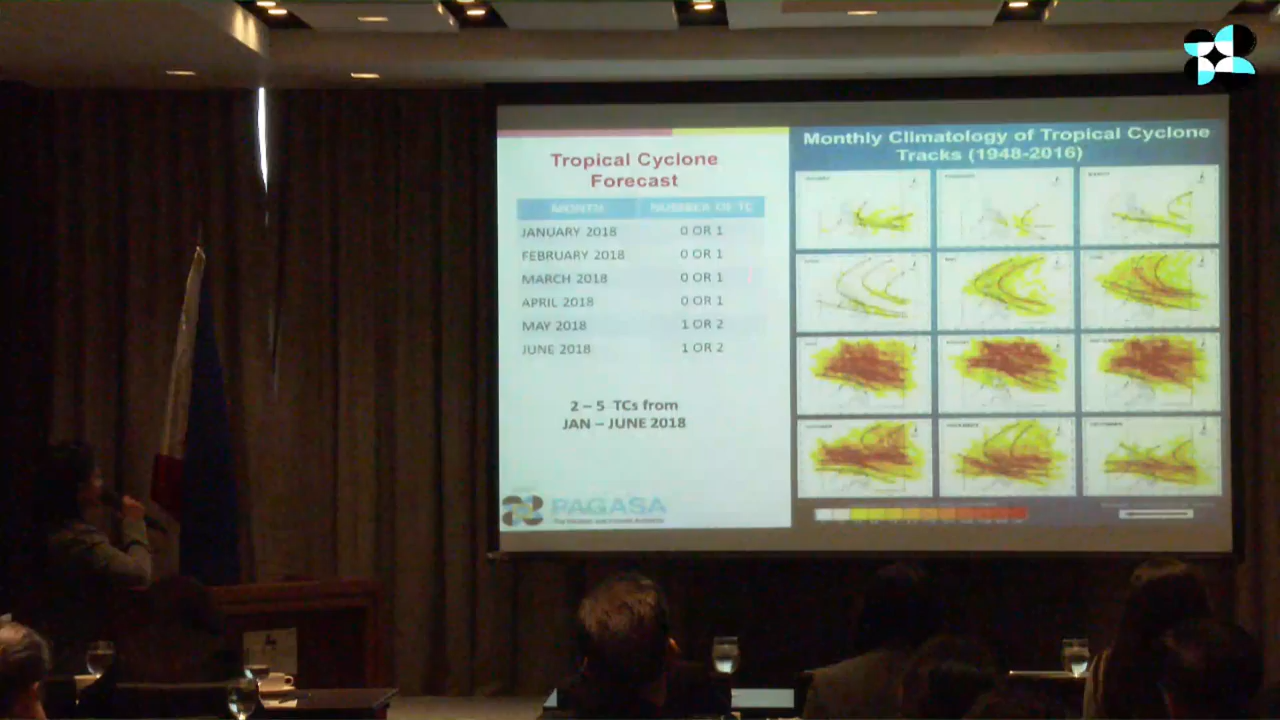 Tropical Cyclone
Forecast
MONTH NUMBER OF TC
JANUARY 2018 0 OR 1
FEBRUARY 2018 0 OR 1
MARCH 2018 0 OR 1
APRIL 2018 0 OR 1
MAY 2018 1 OR 2
JUNE 2018 1 OR 2
2 – 5 TCs from
JAN – JUNE 2018
PAGASA
Monthly Climatology of Tropical Cyclone
Tracks (1948-2016)